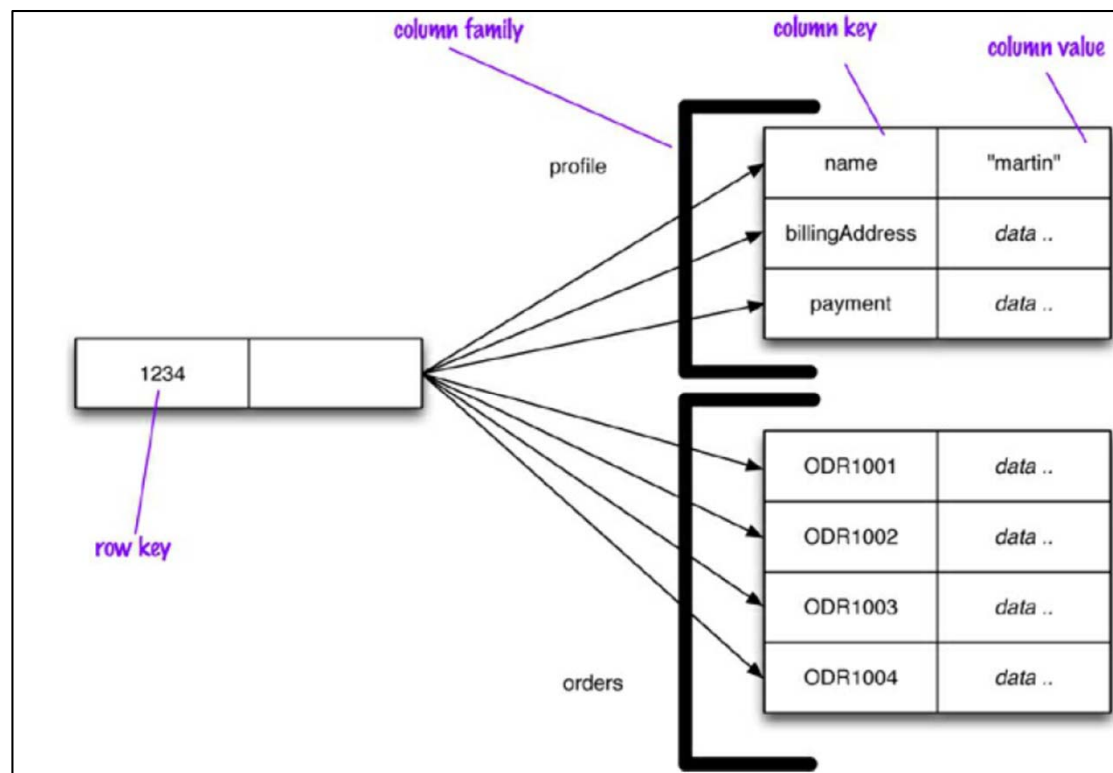 column family
column key
column value
profile
name
"martin"
billingAddress
data ..
payment
data ..
1234
row key
ODR1001
data ..
ODR1002
data ..
ODR1003
data ..
ODR1004
data ..
orders